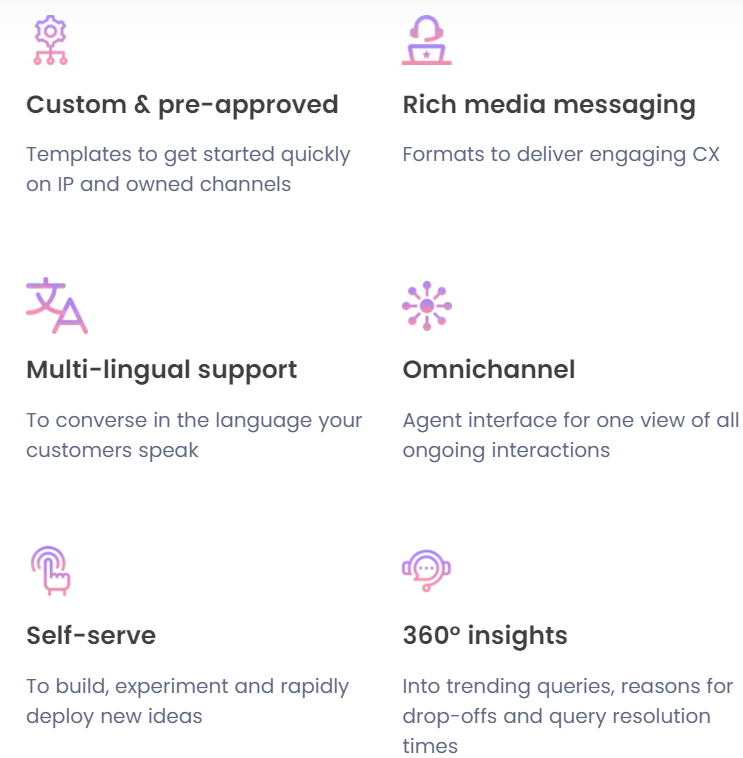 Custom & pre-approved
Templates to get started quickly
on IP and owned channels
Rich media messaging
Formats to deliver engaging CX
Multi-lingual support
To converse in the language your
customers speak
Omnichannel
Agent interface for one view of all
ongoing interactions
Self-serve
To build, experiment and rapidly
deploy new ideas
360° insights
Into trending queries, reasons for
drop-offs and query resolution
times